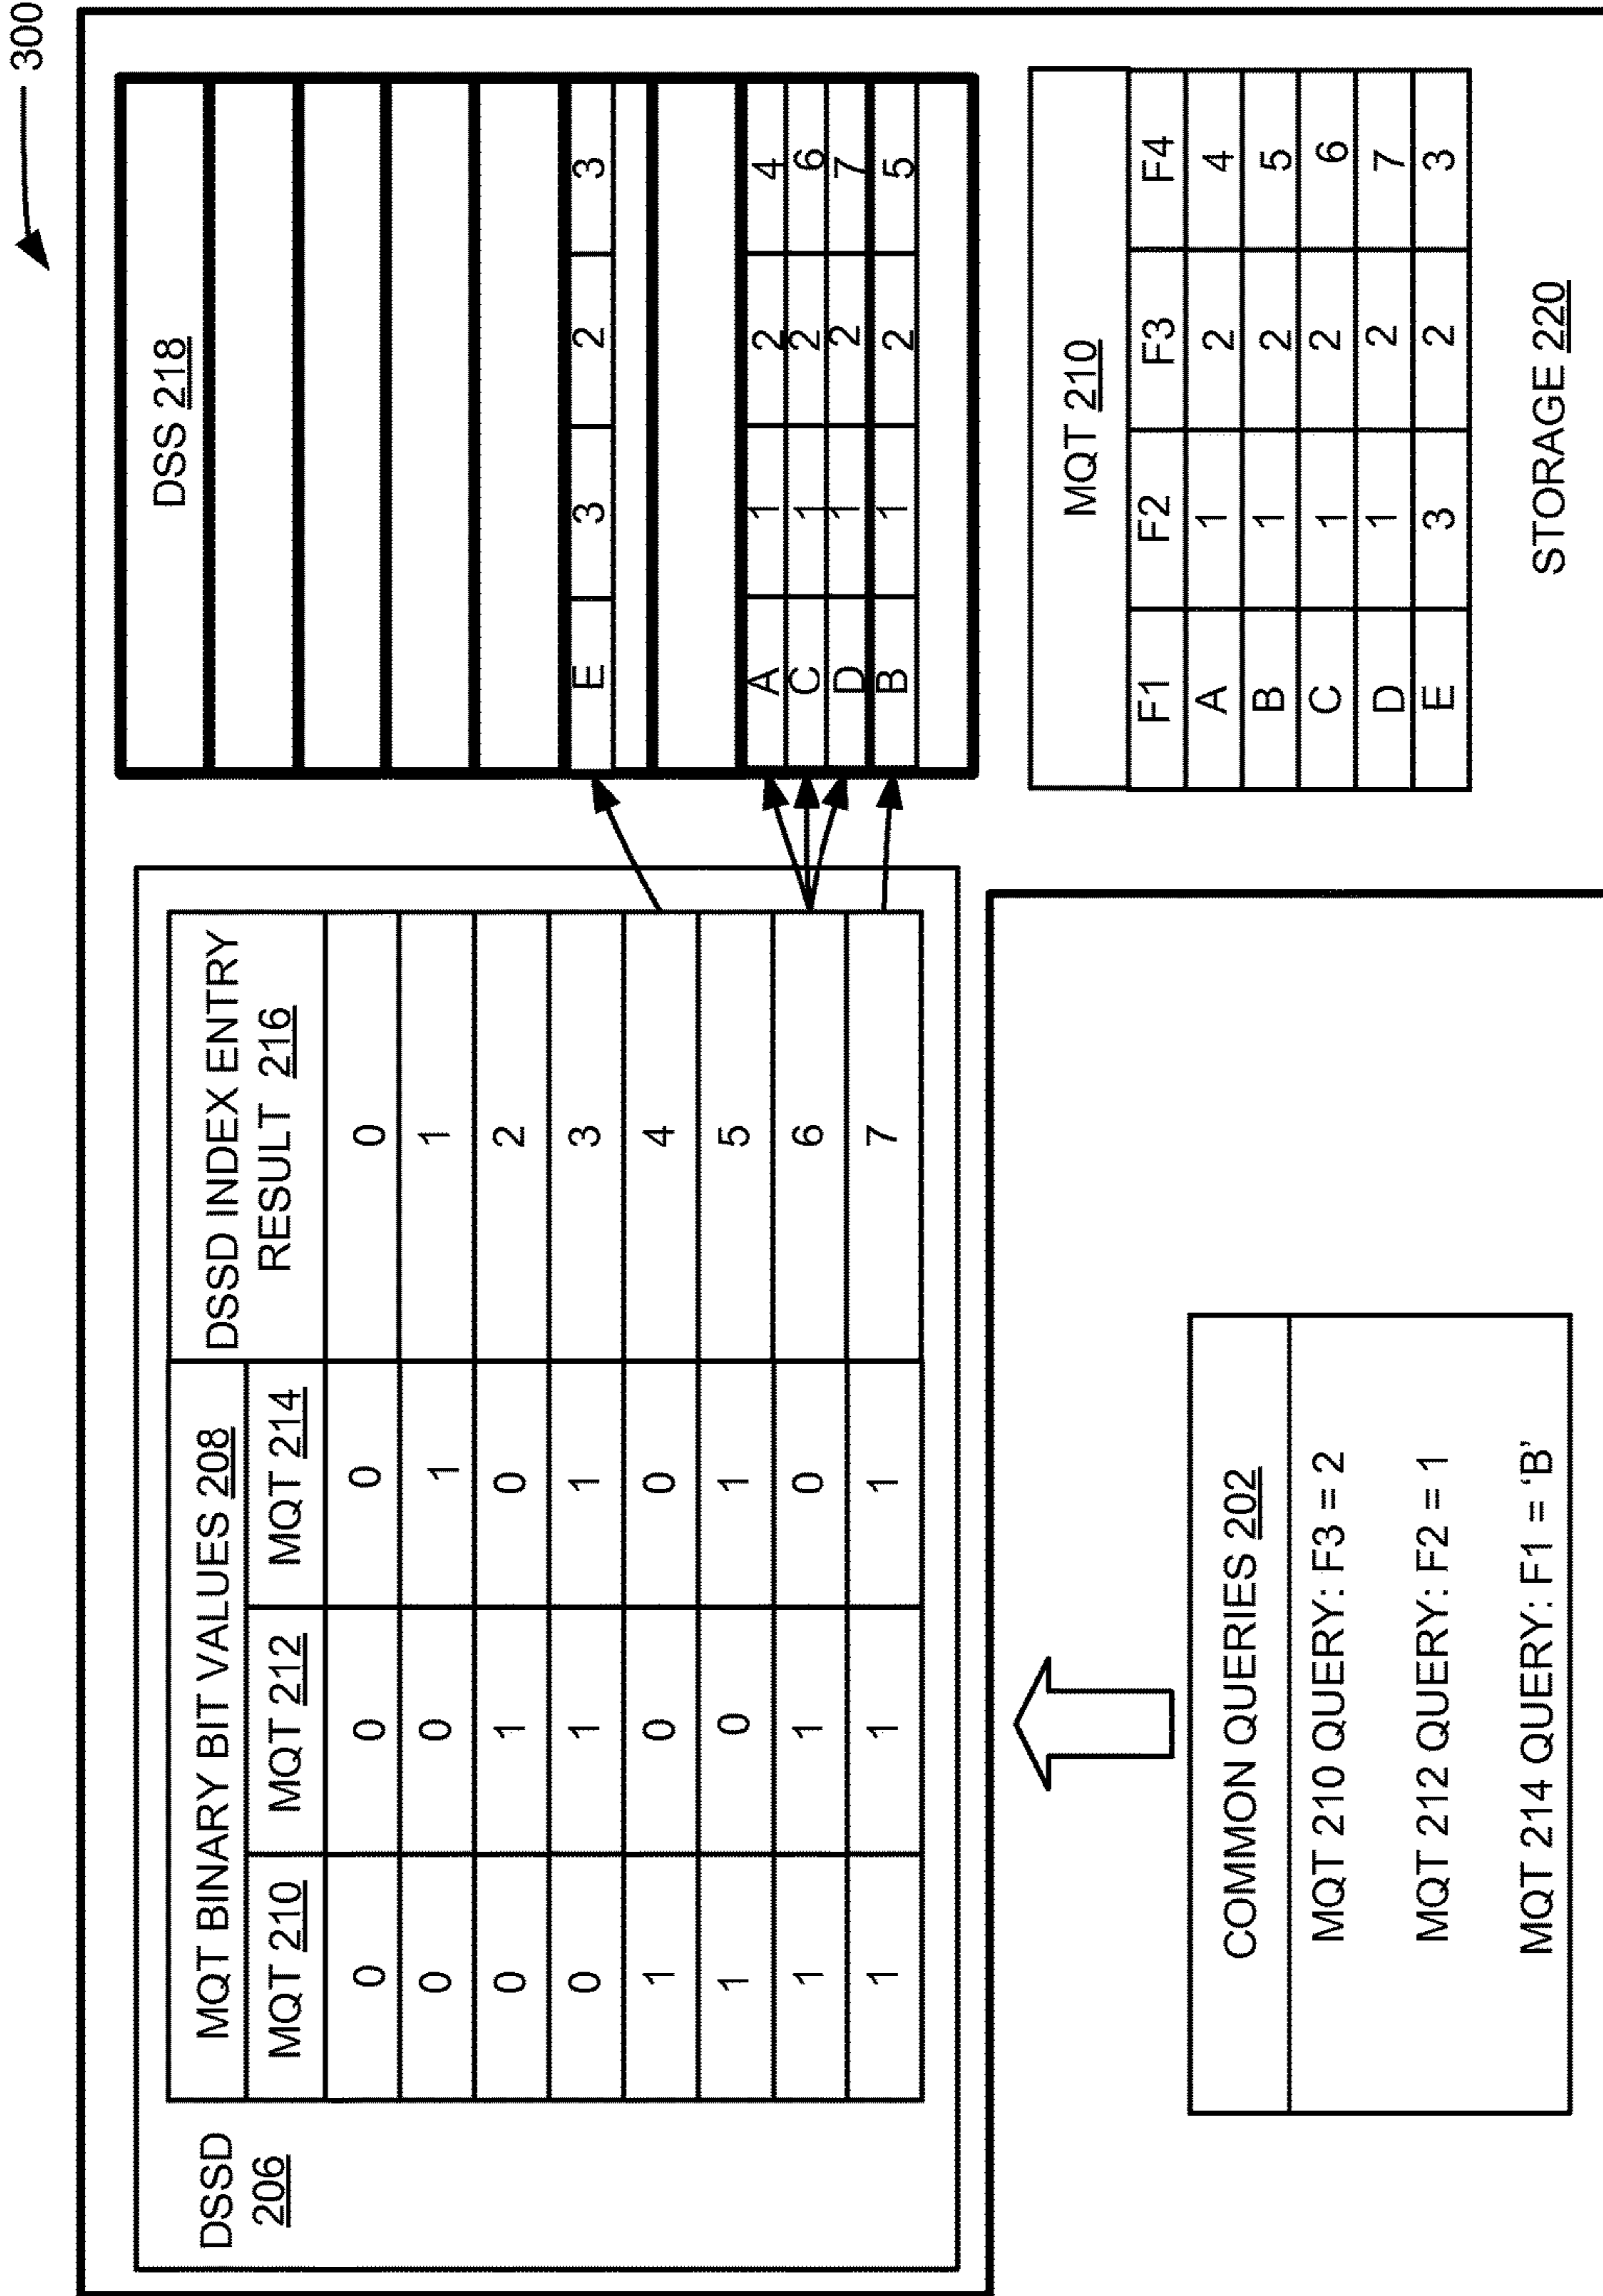 300
DSSD
206
MQT BINARY BIT VALUES 208
DSSD INDEX ENTRY
RESULT 216
MQT 210 MQT 212 MQT 214
0 0 0 0
0 0 1 1
0 1 0 2
0 1 1 3
1 0 0 4
1 0 1 5
1 1 0 6
1 1 1 7
DSS 218
E 3 2 3
A 1 2 4
C 1 2 6
D 1 2 7
B 1 2 5
COMMON QUERIES 202
MQT 210 QUERY: F3 = 2
MQT 212 QUERY: F2 = 1
MQT 214 QUERY: F1 = ‘B’
MQT 210
F1 F2 F3 F4
A 1 2 4
B 1 2 5
C 1 2 6
D 1 2 7
E 3 2 3
STORAGE 220